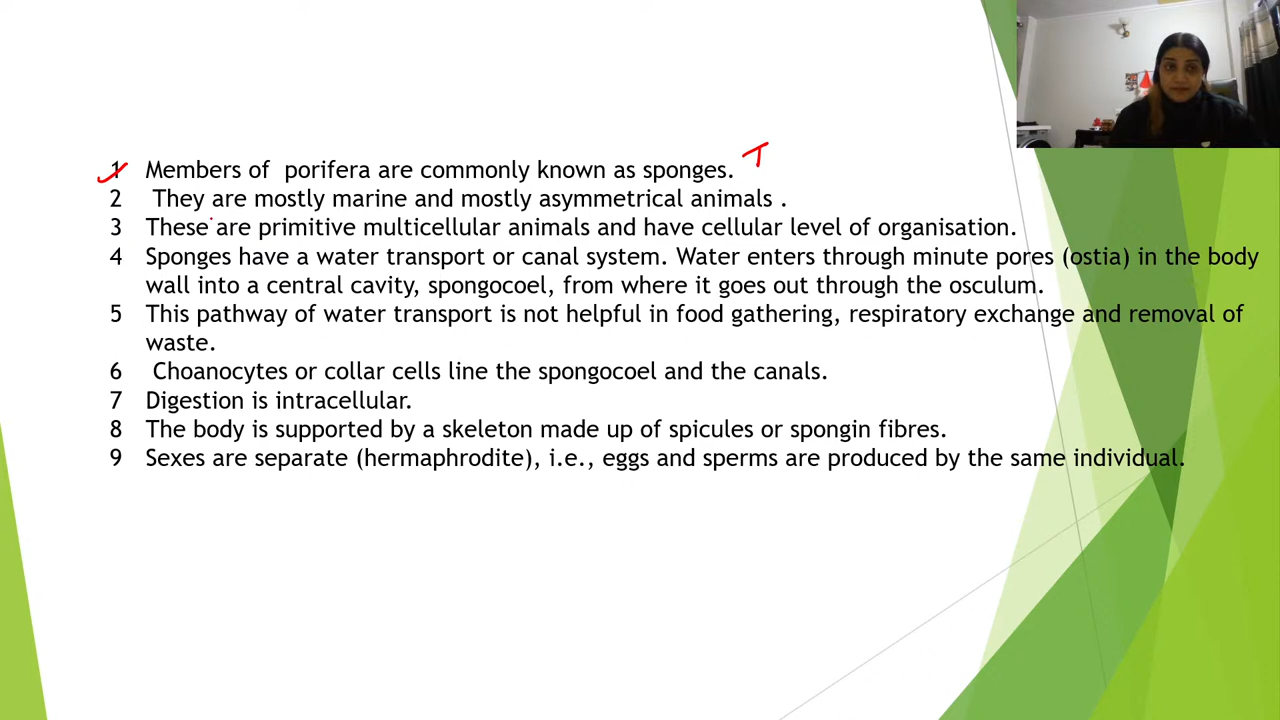 1 Members of porifera are commonly known as sponges. T
2 They are mostly marine and mostly asymmetrical animals .
3 These are primitive multicellular animals and have cellular level of organisation.
4 Sponges have a water transport or canal system. Water enters through minute pores (ostia) in the body
wall into a central cavity, spongocoel, from where it goes out through the osculum.
5 This pathway of water transport is not helpful in food gathering, respiratory exchange and removal of
waste.
6 Choanocytes or collar cells line the spongocoel and the canals.
7 Digestion is intracellular.
8 The body is supported by a skeleton made up of spicules or spongin fibres.
9 Sexes are separate (hermaphrodite), i.e., eggs and sperms are produced by the same individual.